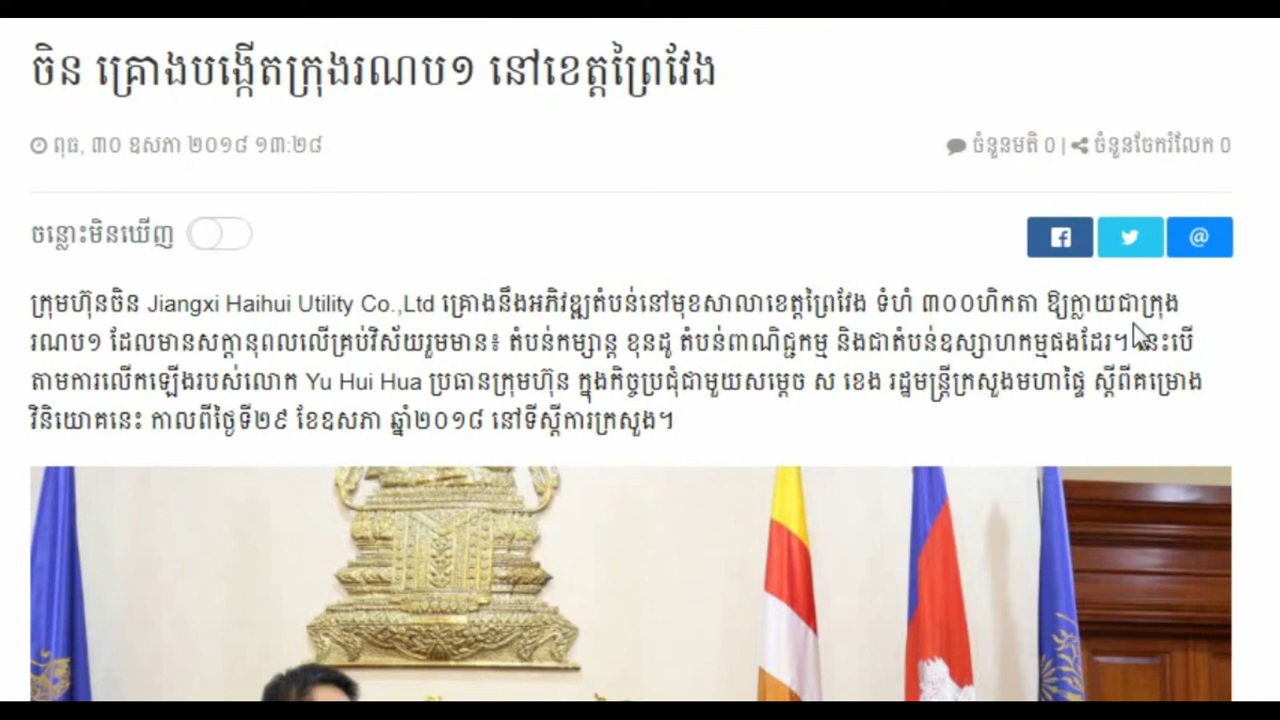 ចិន គ្រោងបង្កើតក្រុងរណប១ នៅខេត្តព្រៃវែង
ពុធ, ៣០ ឧសភា ២០១៨ ១៣:២៨
ចំនួនមតិ 0 | ចំនួនចែករំលែក 0
ចន្លោះមិនឃើញ
ក្រុមហ៊ុនចិន Jiangxi Haihui Utility Co.,Ltd គ្រោងនឹងអភិវឌ្ឍតំបន់នៅមុខសាលាខេត្តព្រៃវែង ទំហំ ៣០០ហិកតា ឱ្យក្លាយជាក្រុង
រណប១ ដែលមានសក្តានុពលលើគ្រប់វិស័យរួមមាន៖ តំបន់កម្សាន្ត ខុនដូ តំបន់ពាណិជ្ជកម្ម និងជាតំបន់ឧស្សាហកម្មផងដែរ។ នេះបើ
តាមការលើកឡើងរបស់លោក Yu Hui Hua ប្រធានក្រុមហ៊ុន ក្នុងកិច្ចប្រជុំជាមួយសម្តេច ស ខេង រដ្ឋមន្ត្រីក្រសួងមហាផ្ទៃ ស្តីពីគម្រោង
វិនិយោគនេះ កាលពីថ្ងៃទី២៩ ខែឧសភា ឆ្នាំ២០១៨ នៅទីស្តីការក្រសួង។